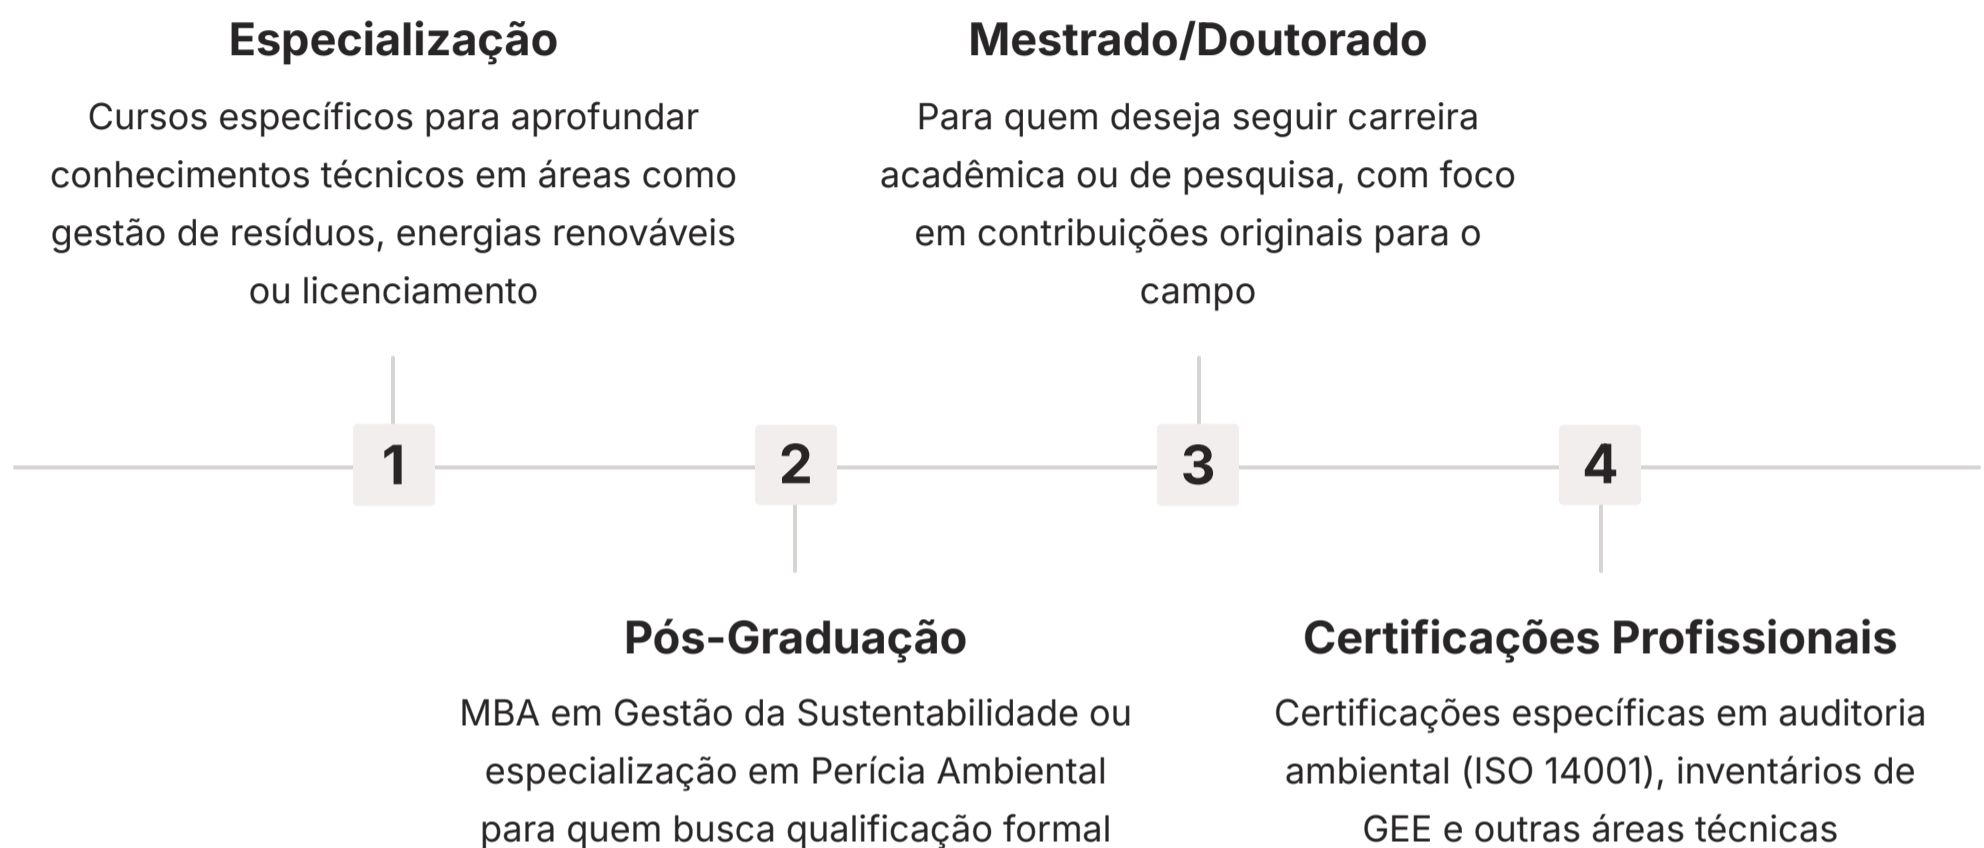 Especialização
Cursos específicos para aprofundar
conhecimentos técnicos em áreas como
gestão de resíduos, energias renováveis
ou licenciamento
Mestrado/Doutorado
Para quem deseja seguir carreira
acadêmica ou de pesquisa, com foco
em contribuições originais para o
campo
1
2
3
4
Pós-Graduação
MBA em Gestão da Sustentabilidade ou
especialização em Perícia Ambiental
para quem busca qualificação formal
Certificações Profissionais
Certificações específicas em auditoria
ambiental (ISO 14001), inventários de
GEE e outras áreas técnicas